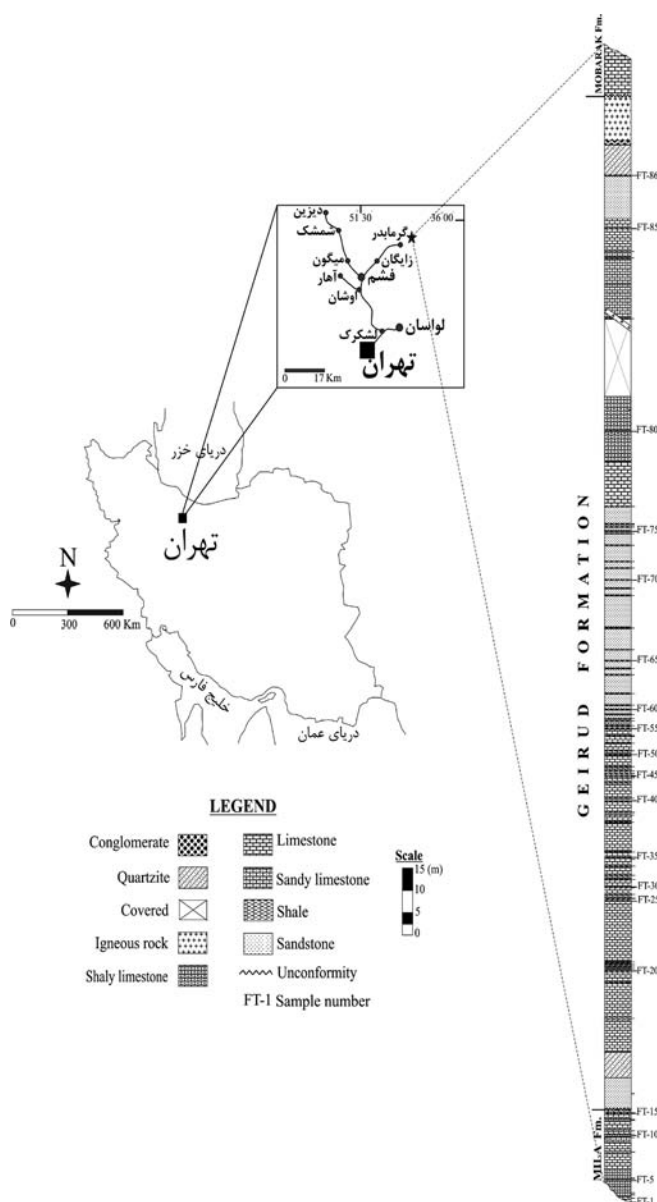 MOBARAK Fm.
FT-86
FT-85
FT-80
FT-75
FT-70
FT-65
FT-60
FT-55
FT-50
FT-45
FT-40
FT-35
FT-30
FT-25
FT-20
FT-15
FT-10
FT-5
FT-1
GEIRUD FORMATION
MILA Fm.
51 30
36 00
دیزین
شمشک
گرمابدر
میگون
زایگان
آهار
فشم
اوشان
لواسان
لشکرک
تهران
0 17 Km
دریای خزر
تهران
N
0 300 600 Km
خلیج فارس
دریای عمان
LEGEND
Conglomerate
Quartzite
Covered
Igneous rock
Shaly limestone
Limestone
Sandy limestone
Shale
Sandstone
Unconformity
FT-1 Sample number
Scale
15 (m)
10
5
0